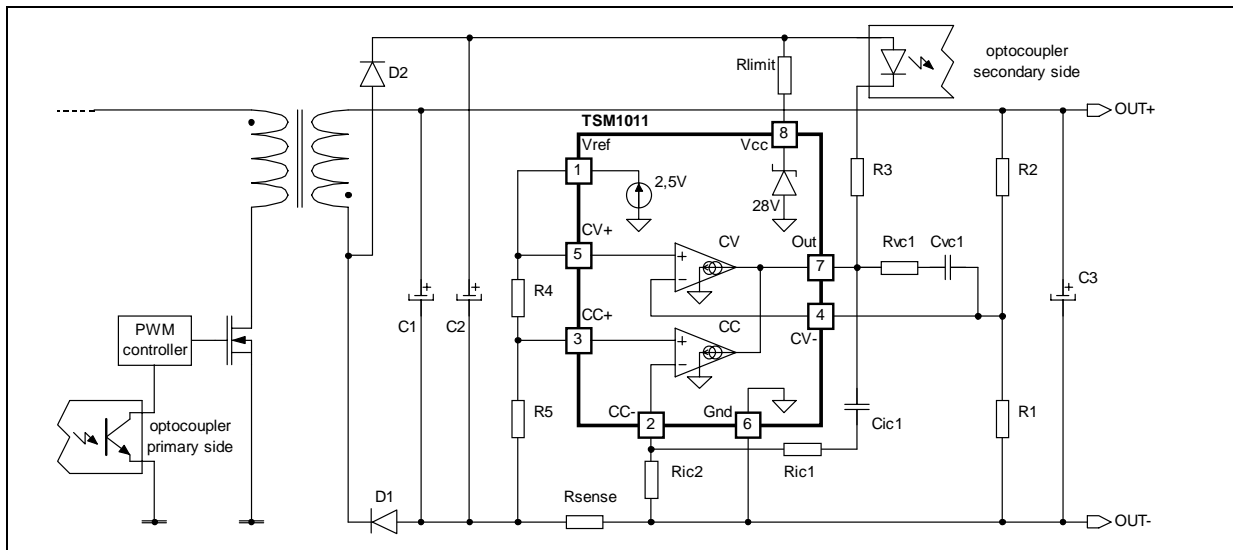 D2
Rlimit
optocoupler
secondary side
OUT+
TSM1011
Vref
8
Vcc
1
2,5V
28V
R3
R2
CV+
5
CV
Out
7
Rvc1
Cvc1
R4
CC+
3
CC
4
CV-
C1
C2
C3
PWM
controller
R5
CC-
2
Gnd
6
Cic1
R1
optocoupler
primary side
Ric2
Ric1
D1
Rsense
OUT-
+
+
+
+
−
+
−